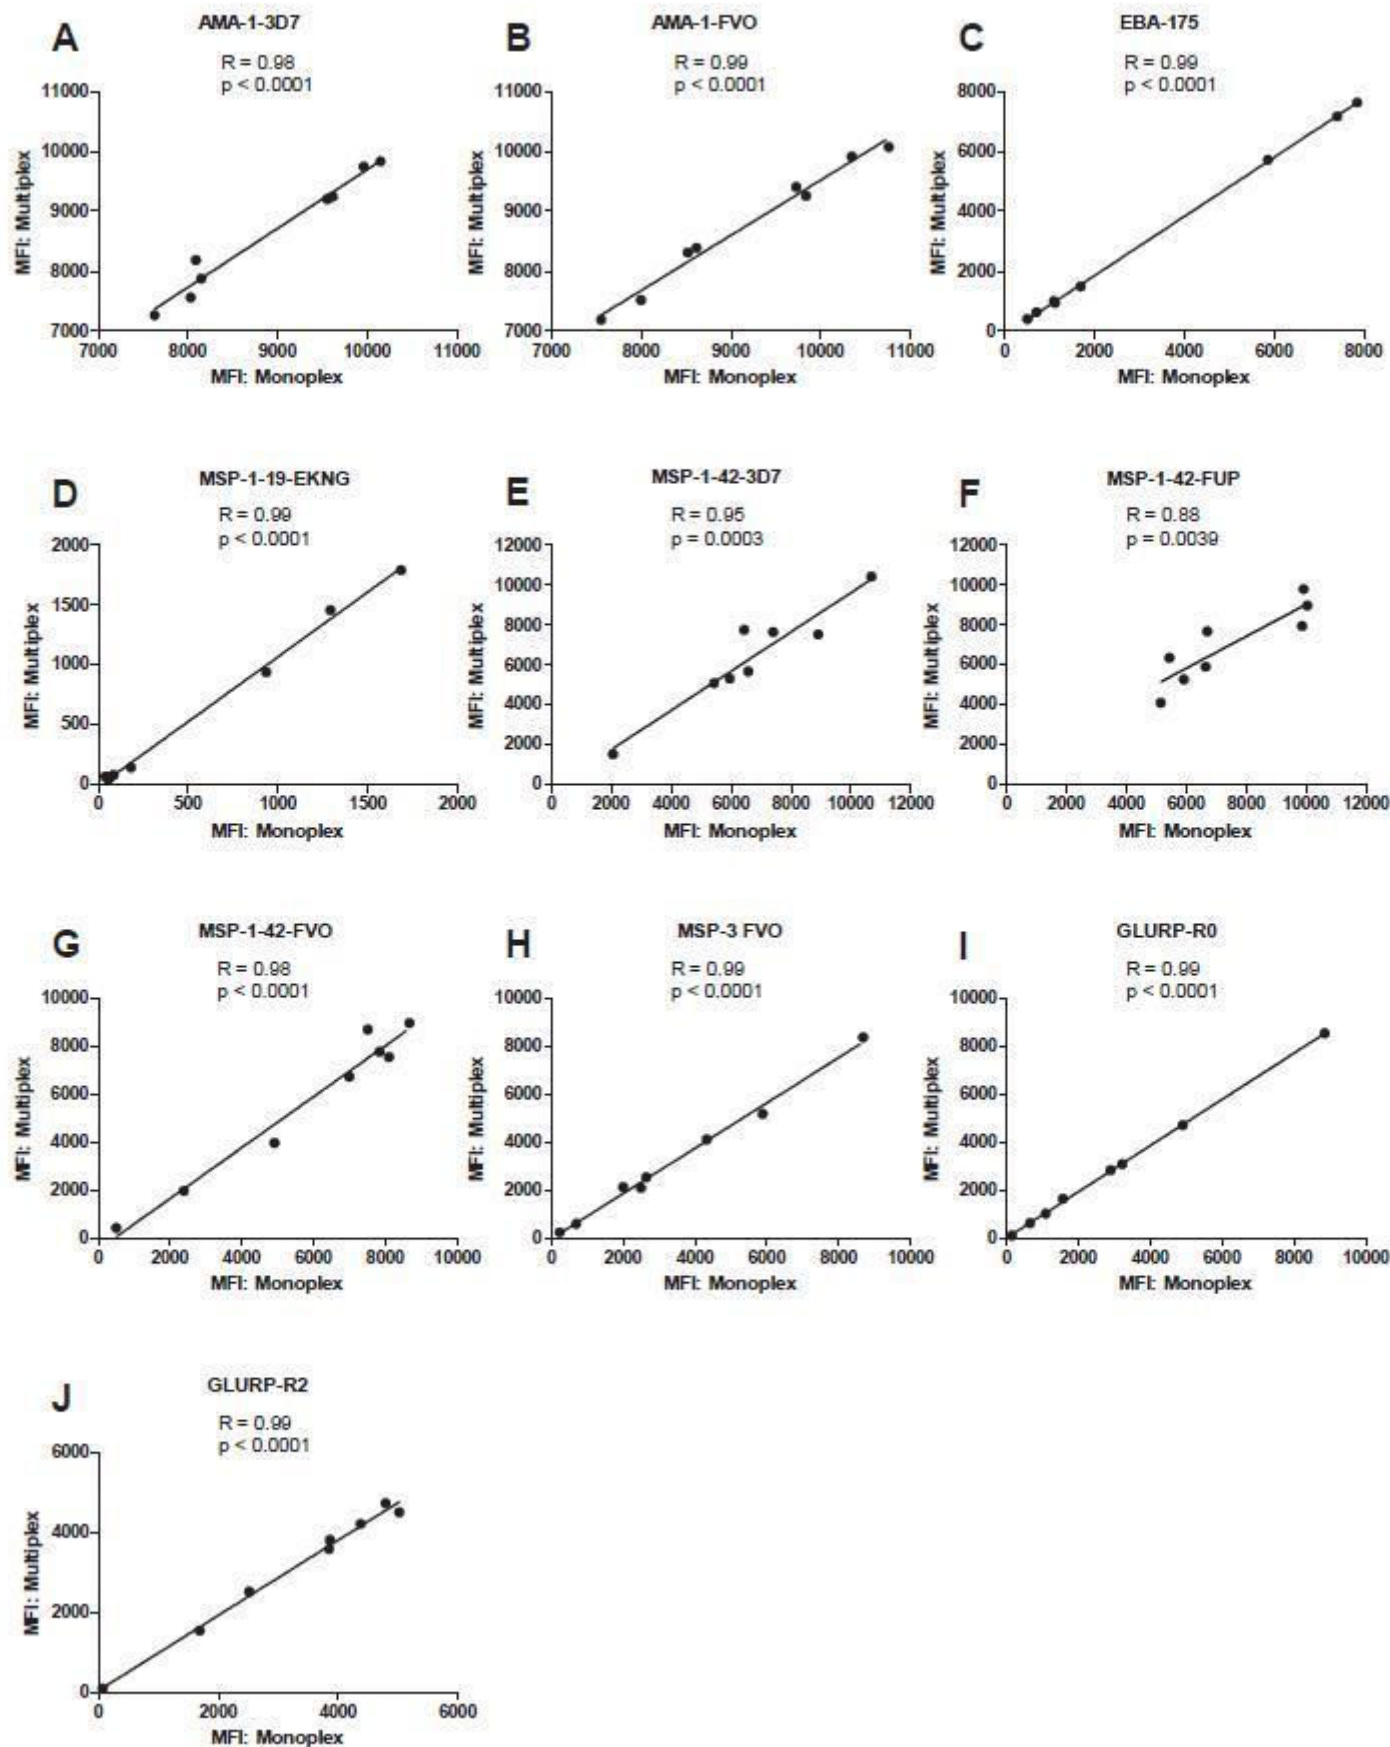 A
AMA-1-3D7
R = 0.98
p < 0.0001
11000
10000
9000
8000
7000
MFI: Multiplex
7000 8000 9000 10000 11000
MFI: Monoplex
B
AMA-1-FVO
R = 0.99
p < 0.0001
11000
10000
9000
8000
7000
MFI: Multiplex
7000 8000 9000 10000 11000
MFI: Monoplex
C
EBA-175
R = 0.99
p < 0.0001
8000
6000
4000
2000
0
MFI: Multiplex
0 2000 4000 6000 8000
MFI: Monoplex
D
MSP-1-19-EKNG
R = 0.99
p < 0.0001
2000
1500
1000
500
0
MFI: Multiplex
0 500 1000 1500 2000
MFI: Monoplex
E
MSP-1-42-3D7
R = 0.95
p = 0.0003
12000
10000
8000
6000
4000
2000
0
MFI: Multiplex
0 2000 4000 6000 8000 10000 12000
MFI: Monoplex
F
MSP-1-42-FUP
R = 0.88
p = 0.0039
12000
10000
8000
6000
4000
2000
0
MFI: Multiplex
0 2000 4000 6000 8000 10000 12000
MFI: Monoplex
G
MSP-1-42-FVO
R = 0.98
p < 0.0001
10000
8000
6000
4000
2000
0
MFI: Multiplex
0 2000 4000 6000 8000 10000
MFI: Monoplex
H
MSP-3 FVO
R = 0.99
p < 0.0001
10000
8000
6000
4000
2000
0
MFI: Multiplex
0 2000 4000 6000 8000 10000
MFI: Monoplex
I
GLURP-R0
R = 0.99
p < 0.0001
10000
8000
6000
4000
2000
0
MFI: Multiplex
0 2000 4000 6000 8000 10000
MFI: Monoplex
J
GLURP-R2
R = 0.99
p < 0.0001
6000
4000
2000
0
MFI: Multiplex
0 2000 4000 6000
MFI: Monoplex